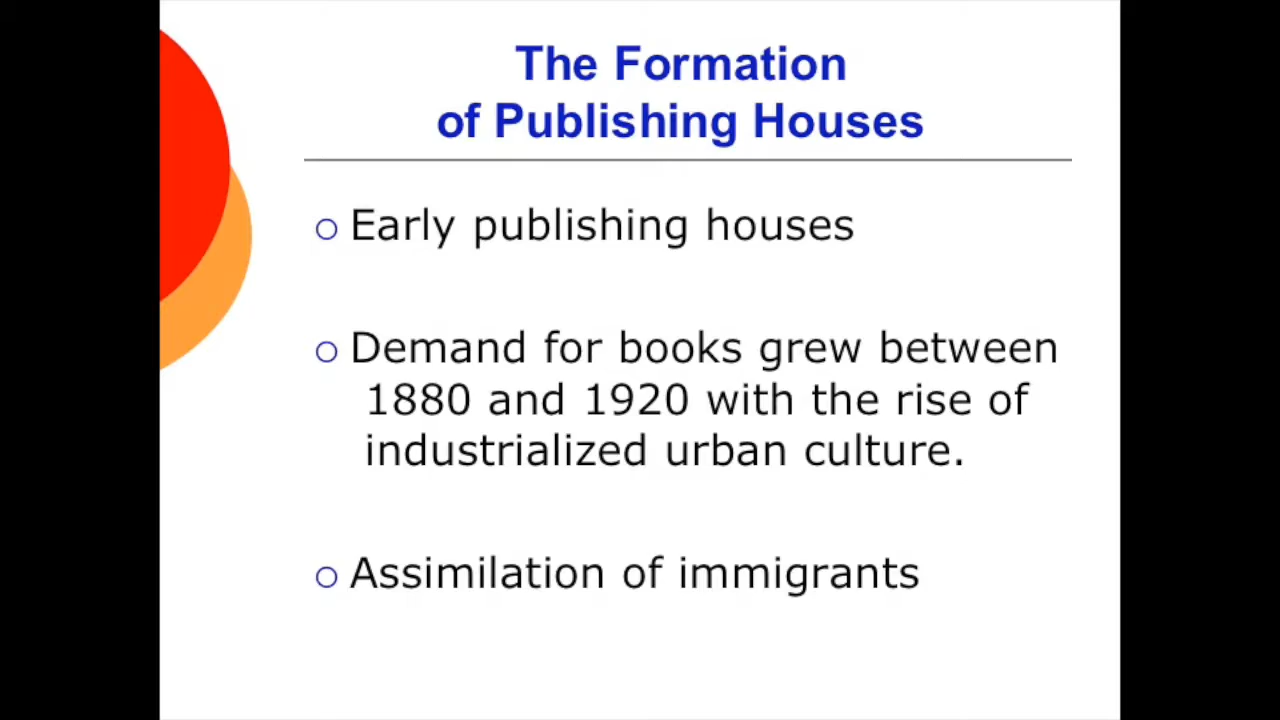 The Formation
of Publishing Houses
Early publishing houses
Demand for books grew between
1880 and 1920 with the rise of
industrialized urban culture.
Assimilation of immigrants